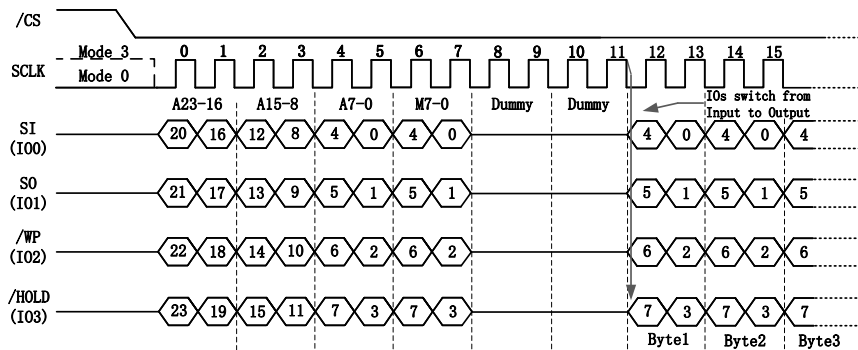 /CS
Mode 3 0 1 2 3 4 5 6 7 8 9 10 11 12 13 14 15
SCLK
Mode 0
A23-16 A15-8 A7-0 M7-0 Dummy Dummy IOs switch from
Input to Output
SI 20 16 12 8 4 0 4 0 4 0 4 0 4
(IO0)
SO 21 17 13 9 5 1 5 1 5 1 5 1 5
(IO1)
/WP 22 18 14 10 6 2 6 2 6 2 6 2 6
(IO2)
/HOLD 23 19 15 11 7 3 7 3 7 3 7 3 7
(IO3)
Byte1 Byte2 Byte3